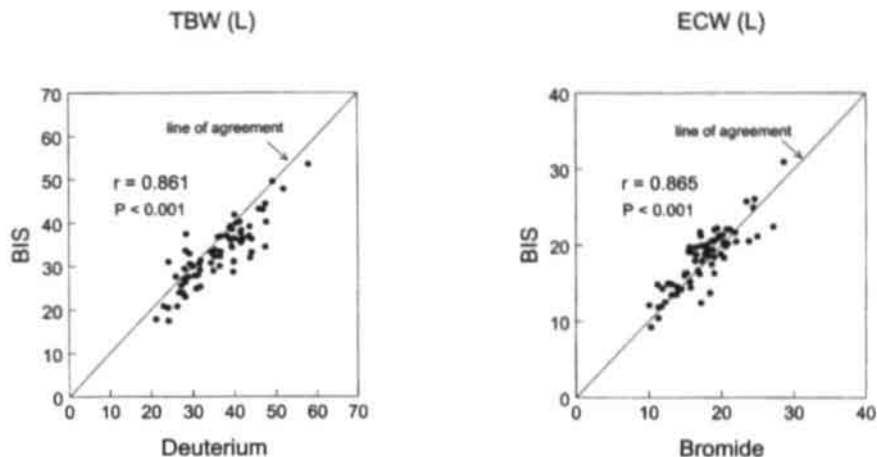 TBW (L)
70
60
50
40
30
20
10
0
BIS
line of agreement
r = 0.861
P < 0.001
0 10 20 30 40 50 60 70
Deuterium
ECW (L)
40
30
20
10
0
BIS
line of agreement
r = 0.865
P < 0.001
0 10 20 30 40
Bromide